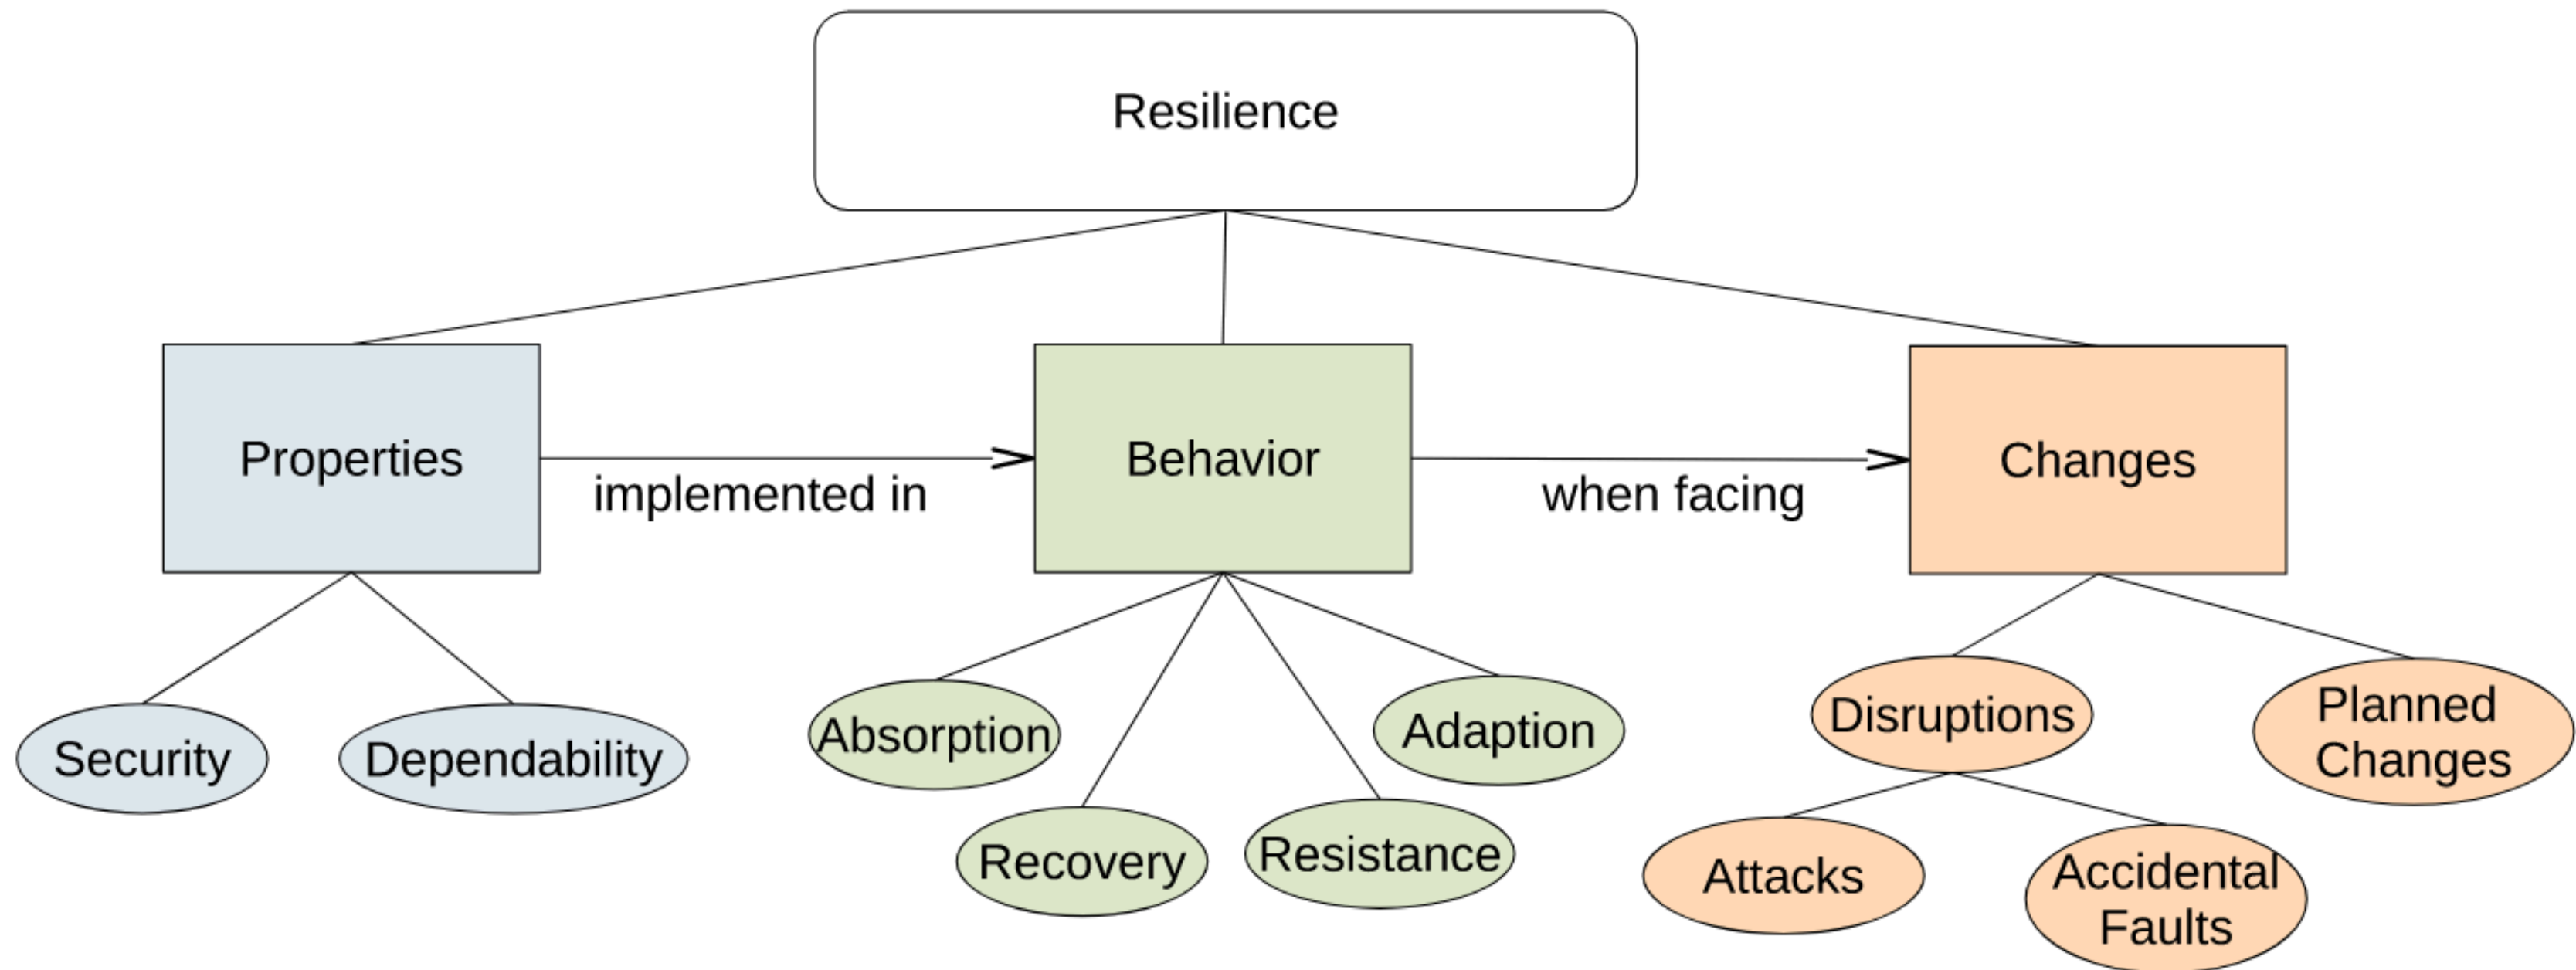 Resilience
Properties
implemented in
Behavior
when facing
Changes
Security
Dependability
Absorption
Recovery
Resistance
Adaption
Disruptions
Planned
Changes
Attacks
Accidental
Faults